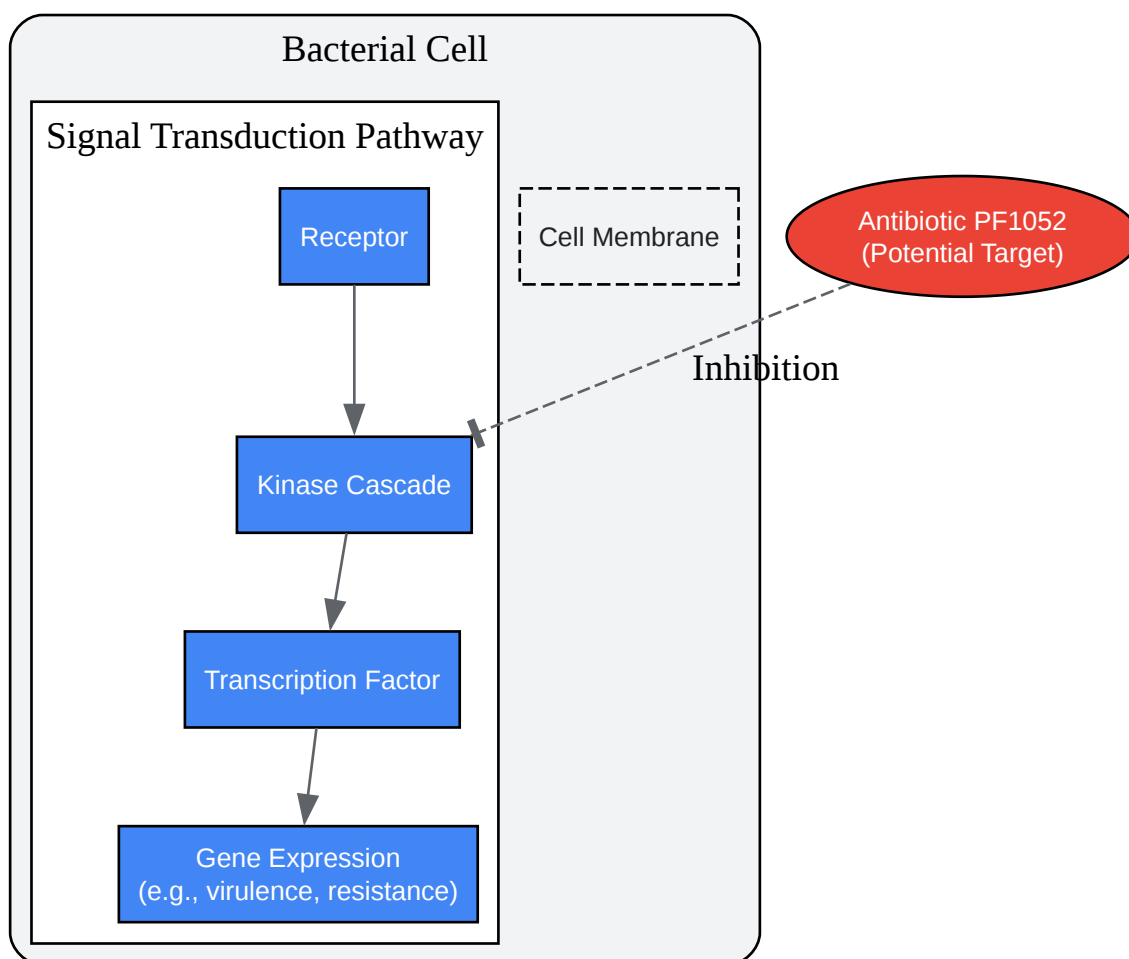 Bacterial Cell
Signal Transduction Pathway
Receptor
Cell Membrane
Antibiotic PF1052
(Potential Target)
Inhibition
Kinase Cascade
Transcription Factor
Gene Expression
(e.g., virulence, resistance)